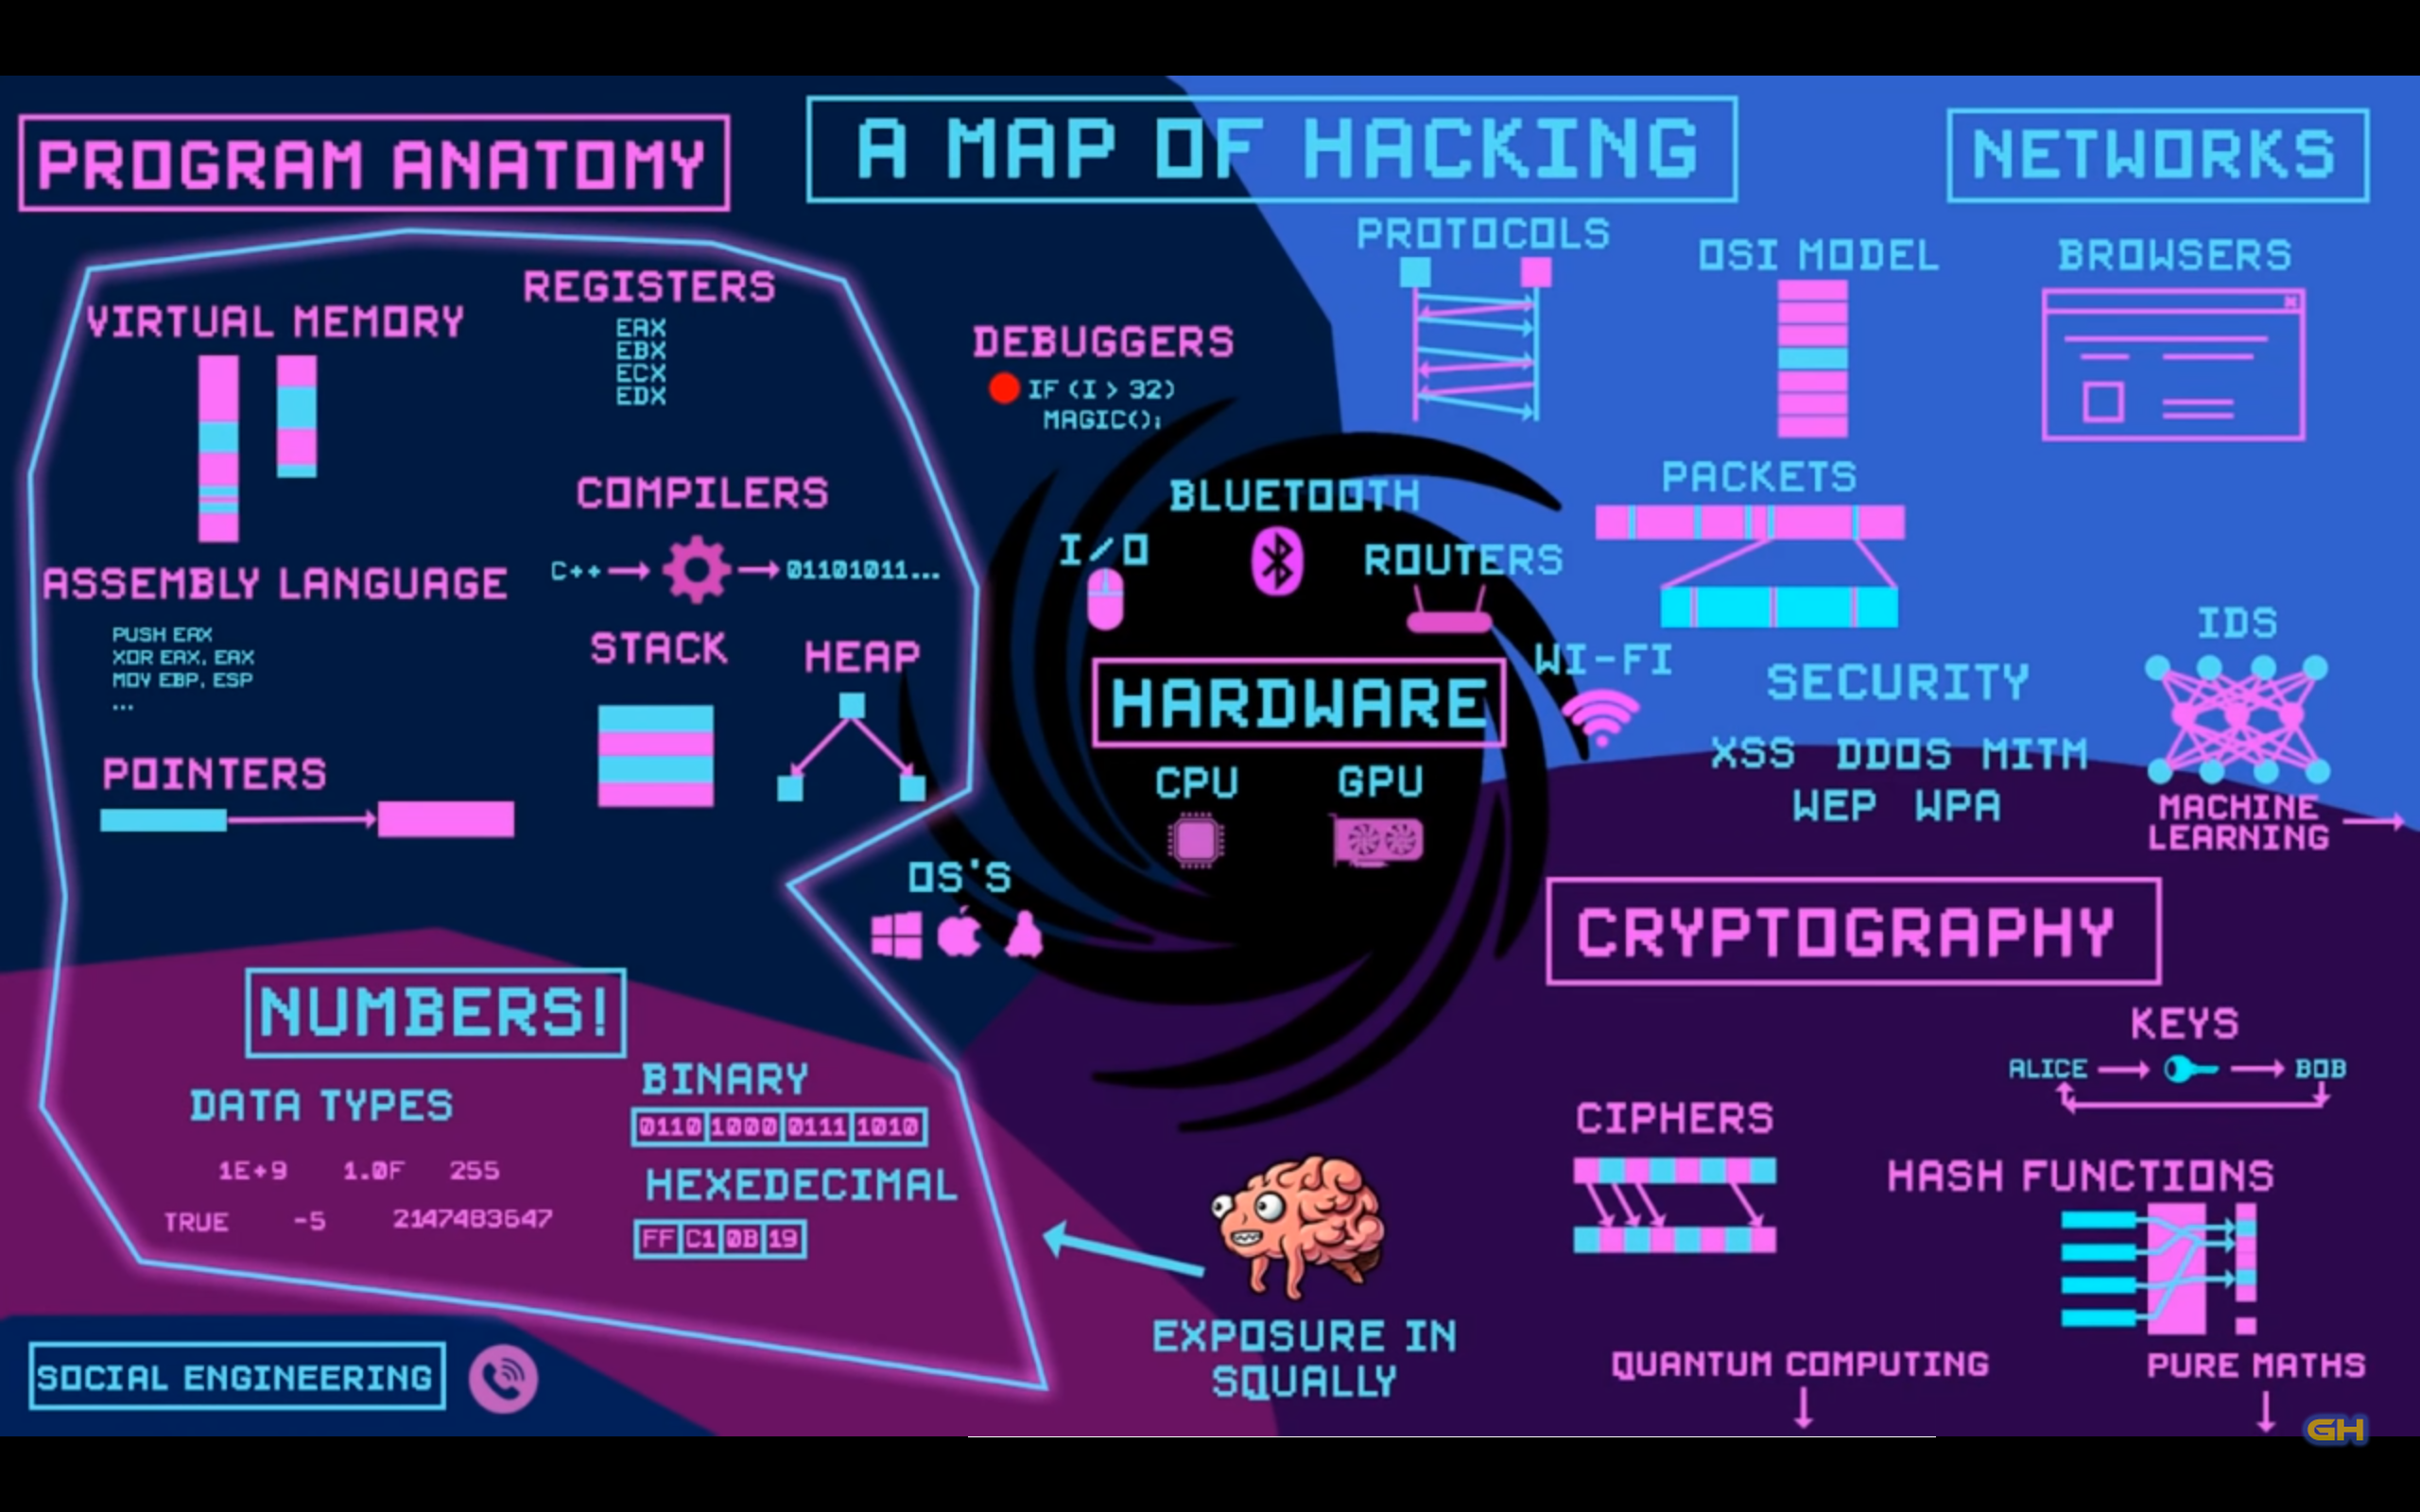 A MAP OF HACKING
PROGRAM ANATOMY
VIRTUAL MEMORY
REGISTERS
EAX
EBX
ECX
EDX
DEBUGGERS
IF (I > 32)
MAGIC();
COMPILERS
C++
01101011...
ASSEMBLY LANGUAGE
PUSH EAX
XOR EAX, EAX
MOV EBP, ESP
...
STACK
HEAP
POINTERS
OS'S
NUMBERS!
DATA TYPES
1E+9 1.0F 255
TRUE -5 2147483647
BINARY
0110 1000 0111 1010
HEXEDECIMAL
FF C1 0B 19
SOCIAL ENGINEERING
EXPOSURE IN
SQUALLY
HARDWARE
BLUETOOTH
I/O
ROUTERS
WI-FI
CPU
GPU
NETWORKS
PROTOCOLS
OSI MODEL
BROWSERS
PACKETS
IDS
SECURITY
XSS DDOS MITM
WEP WPA
MACHINE
LEARNING
CRYPTOGRAPHY
KEYS
ALICE
BOB
CIPHERS
HASH FUNCTIONS
QUANTUM COMPUTING
PURE MATHS
GH